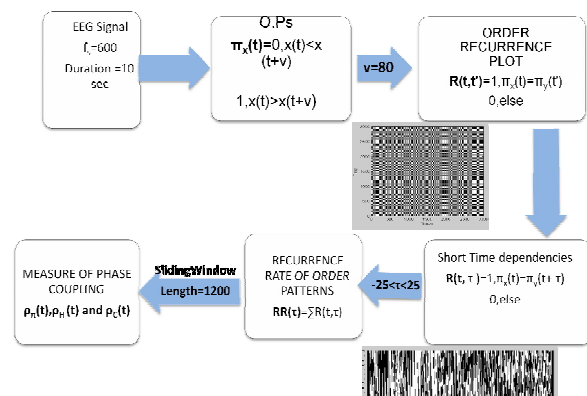 EEG Signal
fs=600
Duration =10
sec
O.Ps
πx(t)=0,x(t)<x
(t+v)
1,x(t)>x(t+v)
v=80
ORDER
RECURRENCE
PLOT
R(t,t')=1,πx(t)=πy(t')
0,else
Short Time dependencies
R(t, τ )=1,πx(t)=πy(t+ τ)
0,else
-25<τ<25
RECURRENCE
RATE OF ORDER
PATTERNS
RR(τ)=∑R(t,τ)
SlidingWindow
Length=1200
MEASURE OF PHASE
COUPLING
ρπ(t),ρH(t) and ρC(t)